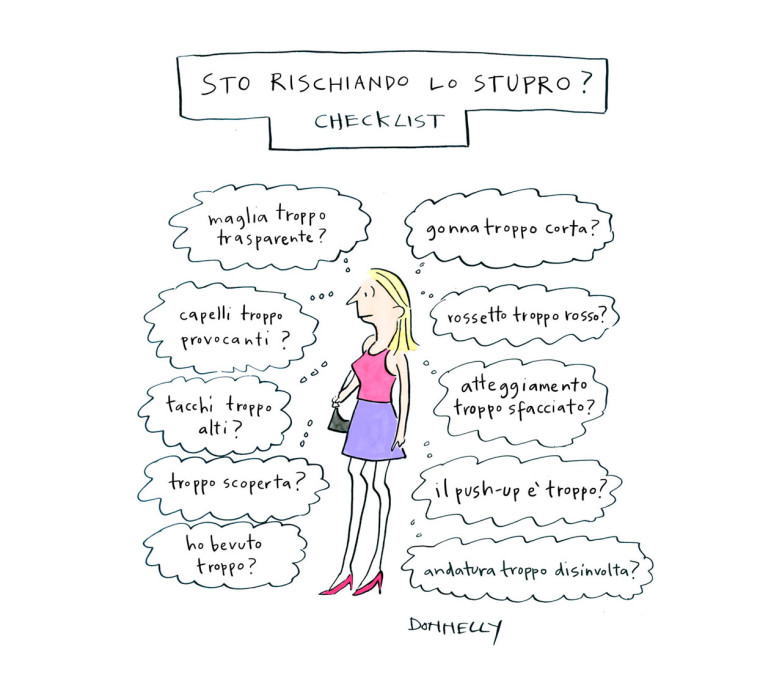 STO RISCHIANDO LO STUPRO?
CHECKLIST
maglia troppo
trasparente?
gonna troppo corta?
capelli troppo
provocanti?
rossetto troppo rosso?
tacchi troppo
alti?
atteggiamento
troppo sfacciato?
troppo scoperta?
il push-up è troppo?
ho bevuto
troppo?
andatura troppo disinvolta?
DONNELLY